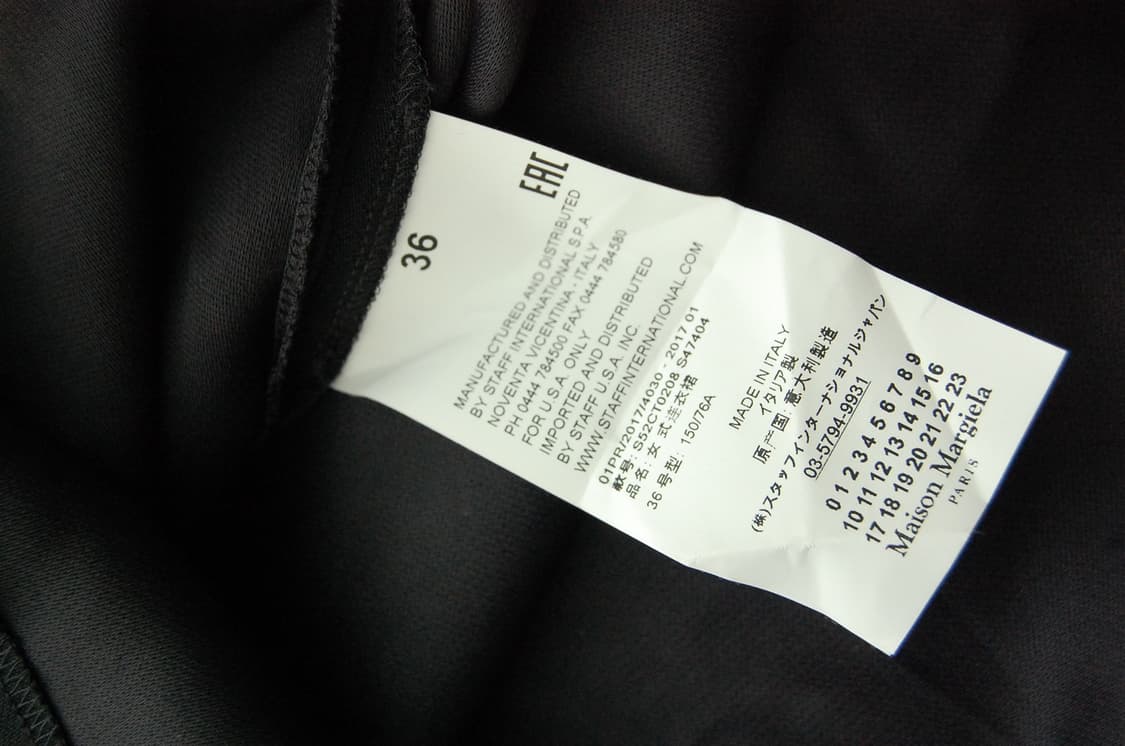 36
EAC
MANUFACTURED AND DISTRIBUTED
BY STAFF INTERNATIONAL S.P.A.
NOVENTA VICENTINA - ITALY
PH 0444 784500 FAX 0444 784580
FOR U.S.A. ONLY
IMPORTED AND DISTRIBUTED
BY STAFF U.S.A. INC.
WWW.STAFFINTERNATIONAL.COM
01PR/2017/4030 - 2017 01
款号: S52CT0208 S47404
品名: 女式连衣裙
36 号型: 150/76A
MADE IN ITALY
イタリア製
原产国: 意大利製造
(株)スタッフインターナショナルジャパン
03-5794-9931
0 1 2 3 4 5 6 7 8 9
10 11 12 13 14 15 16
17 18 19 20 21 22 23
Maison Margiela
PARIS